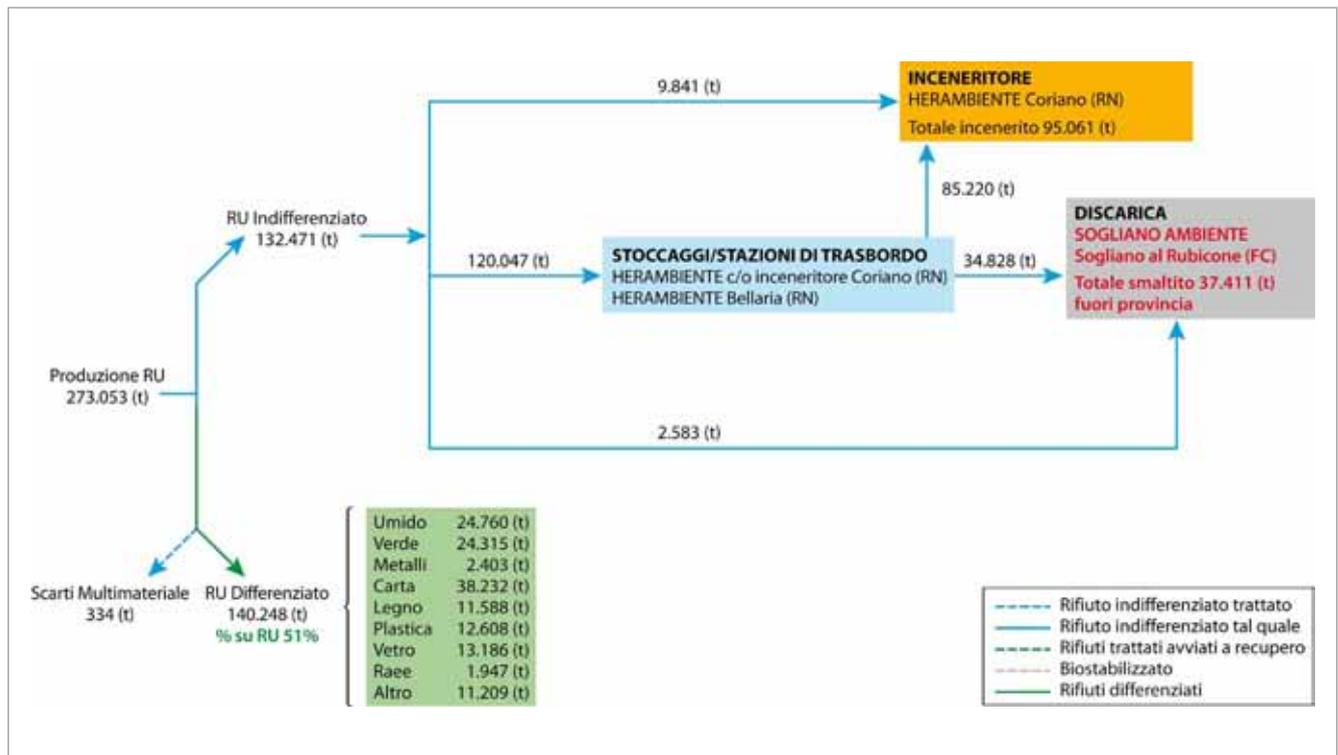 9.841 (t)
INCENERITORE
HERAMBIENTE Coriano (RN)
Totale incenerito 95.061 (t)
85.220 (t)
RU Indifferenziato
132.471 (t)
120.047 (t)
STOCCAGGI/STAZIONI DI TRASBORDO
HERAMBIENTE c/o inceneritore Coriano (RN)
HERAMBIENTE Bellaria (RN)
34.828 (t)
DISCARICA
SOGLIANO AMBIENTE
Sogliano al Rubicone (FC)
Totale smaltito 37.411 (t)
fuori provincia
Produzione RU
273.053 (t)
2.583 (t)
Scarti Multimateriale
334 (t)
RU Differenziato
140.248 (t)
% su RU 51%
Umido 24.760 (t)
Verde 24.315 (t)
Metalli 2.403 (t)
Carta 38.232 (t)
Legno 11.588 (t)
Plastica 12.608 (t)
Vetro 13.186 (t)
Raee 1.947 (t)
Altro 11.209 (t)
Rifiuto indifferenziato trattato
Rifiuto indifferenziato tal quale
Rifiuti trattati avviati a recupero
Biostabilizzato
Rifiuti differenziati